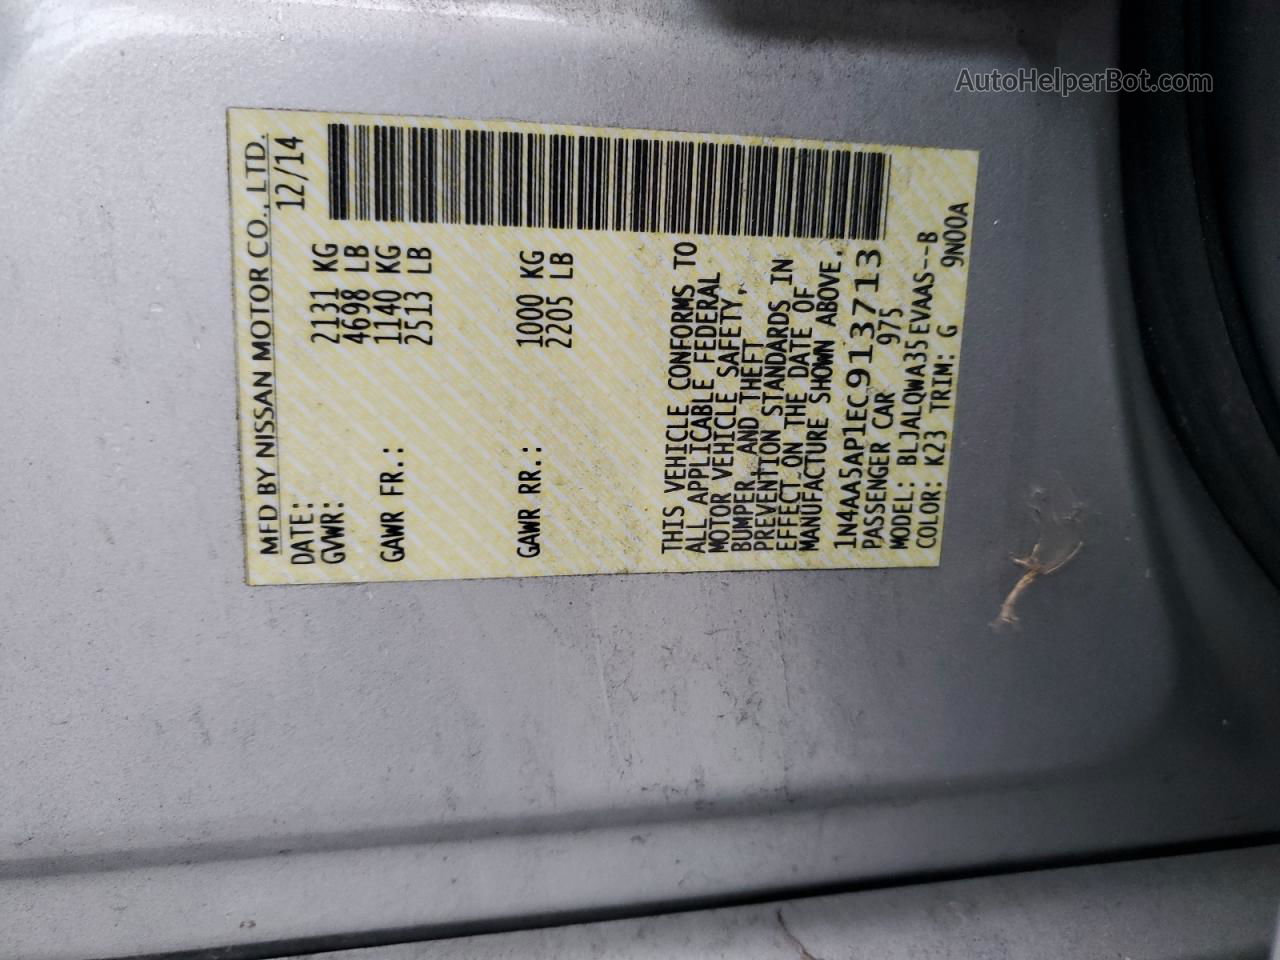 AutoHelperBot.com
MFD BY NISSAN MOTOR CO., LTD.
DATE: 12/14
GVWR: 2131 KG
4698 LB
GAWR FR.: 1140 KG
2513 LB
GAWR RR.: 1000 KG
2205 LB
THIS VEHICLE CONFORMS TO
ALL APPLICABLE FEDERAL
MOTOR VEHICLE SAFETY,
BUMPER, AND THEFT
PREVENTION STANDARDS IN
EFFECT ON THE DATE OF
MANUFACTURE SHOWN ABOVE.
1N4AA5AP1EC913713
PASSENGER CAR 975
MODEL: BLJALQWA35EVAAS--B
COLOR: K23 TRIM: G 9N00A